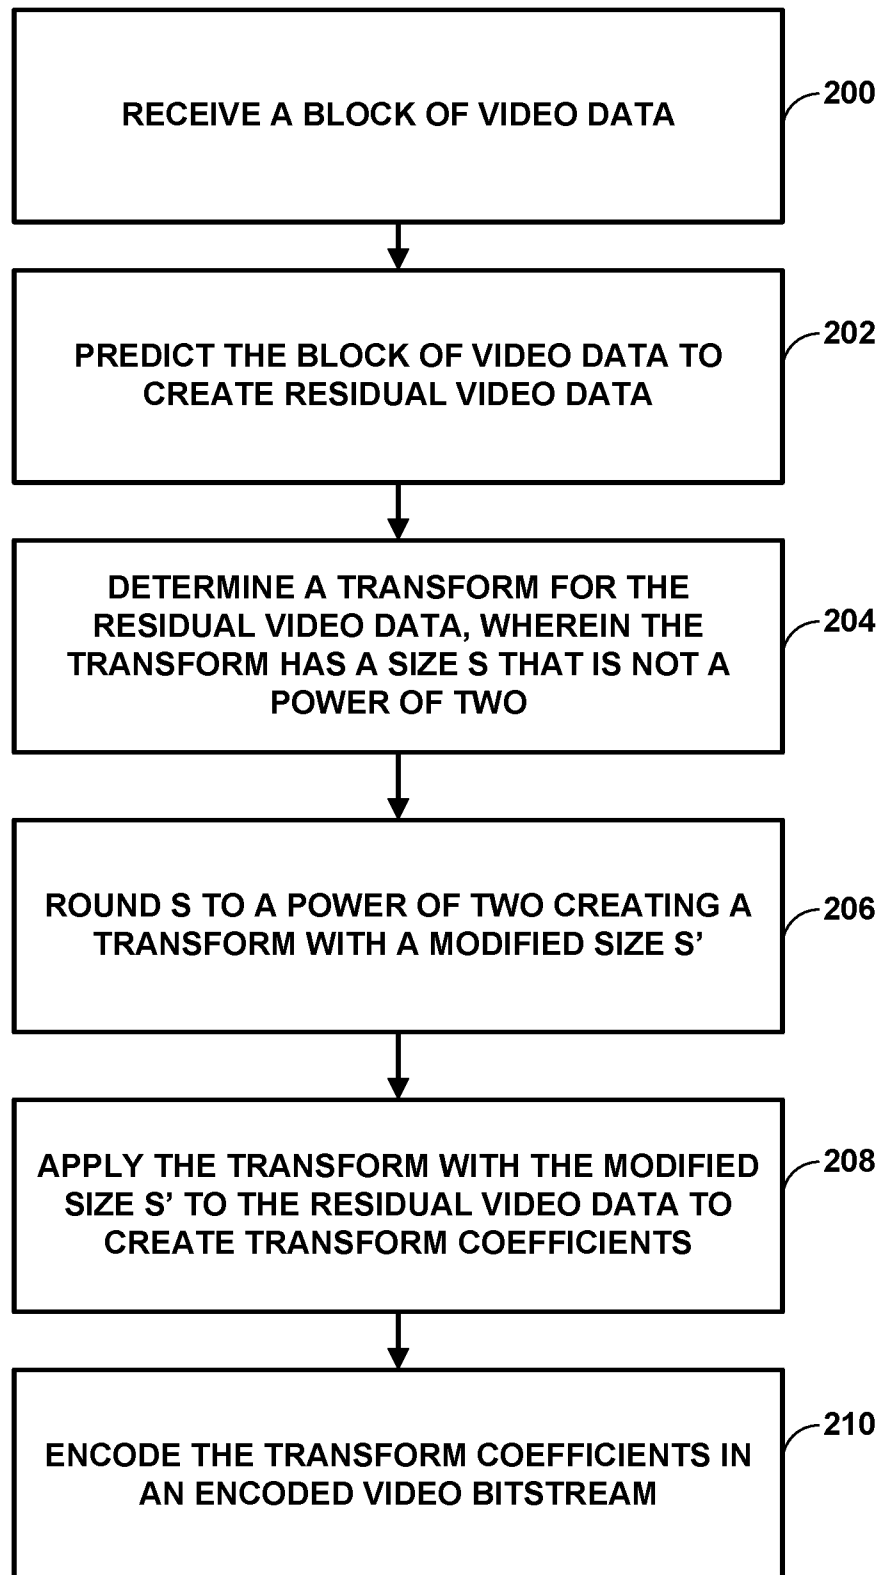 RECEIVE A BLOCK OF VIDEO DATA
200
PREDICT THE BLOCK OF VIDEO DATA TO
CREATE RESIDUAL VIDEO DATA
202
DETERMINE A TRANSFORM FOR THE
RESIDUAL VIDEO DATA, WHEREIN THE
TRANSFORM HAS A SIZE S THAT IS NOT A
POWER OF TWO
204
ROUND S TO A POWER OF TWO CREATING A
TRANSFORM WITH A MODIFIED SIZE S’
206
APPLY THE TRANSFORM WITH THE MODIFIED
SIZE S’ TO THE RESIDUAL VIDEO DATA TO
CREATE TRANSFORM COEFFICIENTS
208
ENCODE THE TRANSFORM COEFFICIENTS IN
AN ENCODED VIDEO BITSTREAM
210